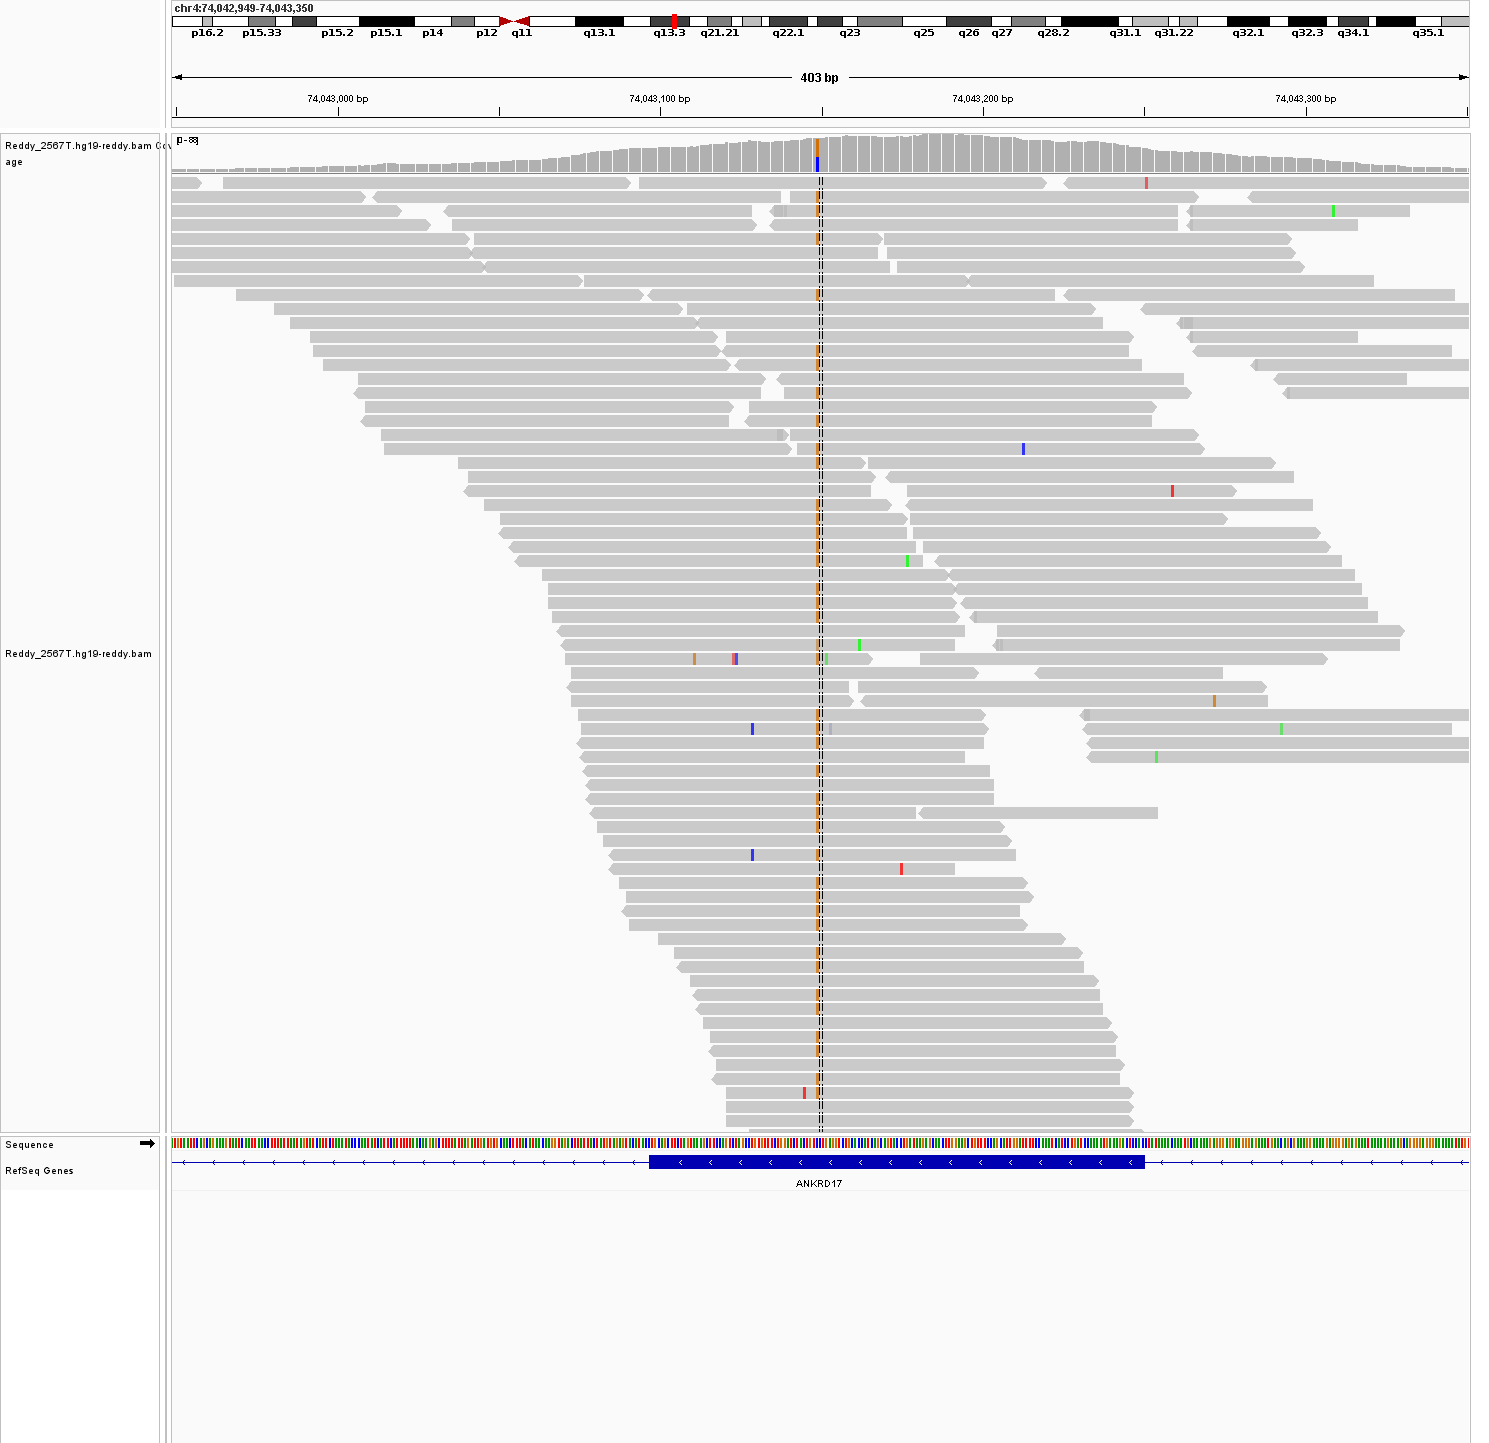 chr4:74,042,949-74,043,350
p16.2 p15.33 p15.2 p15.1 p14 p12 q11 q13.1 q13.3 q21.21 q22.1 q23 q25 q26 q27 q28.2 q31.1 q31.22 q32.1 q32.3 q34.1 q35.1
403 bp
74,043,000 bp 74,043,100 bp 74,043,200 bp 74,043,300 bp
Reddy_2567T.hg19-reddy.bam
age
Reddy_2567T.hg19-reddy.bam
Sequence
RefSeq Genes
ANKRD17